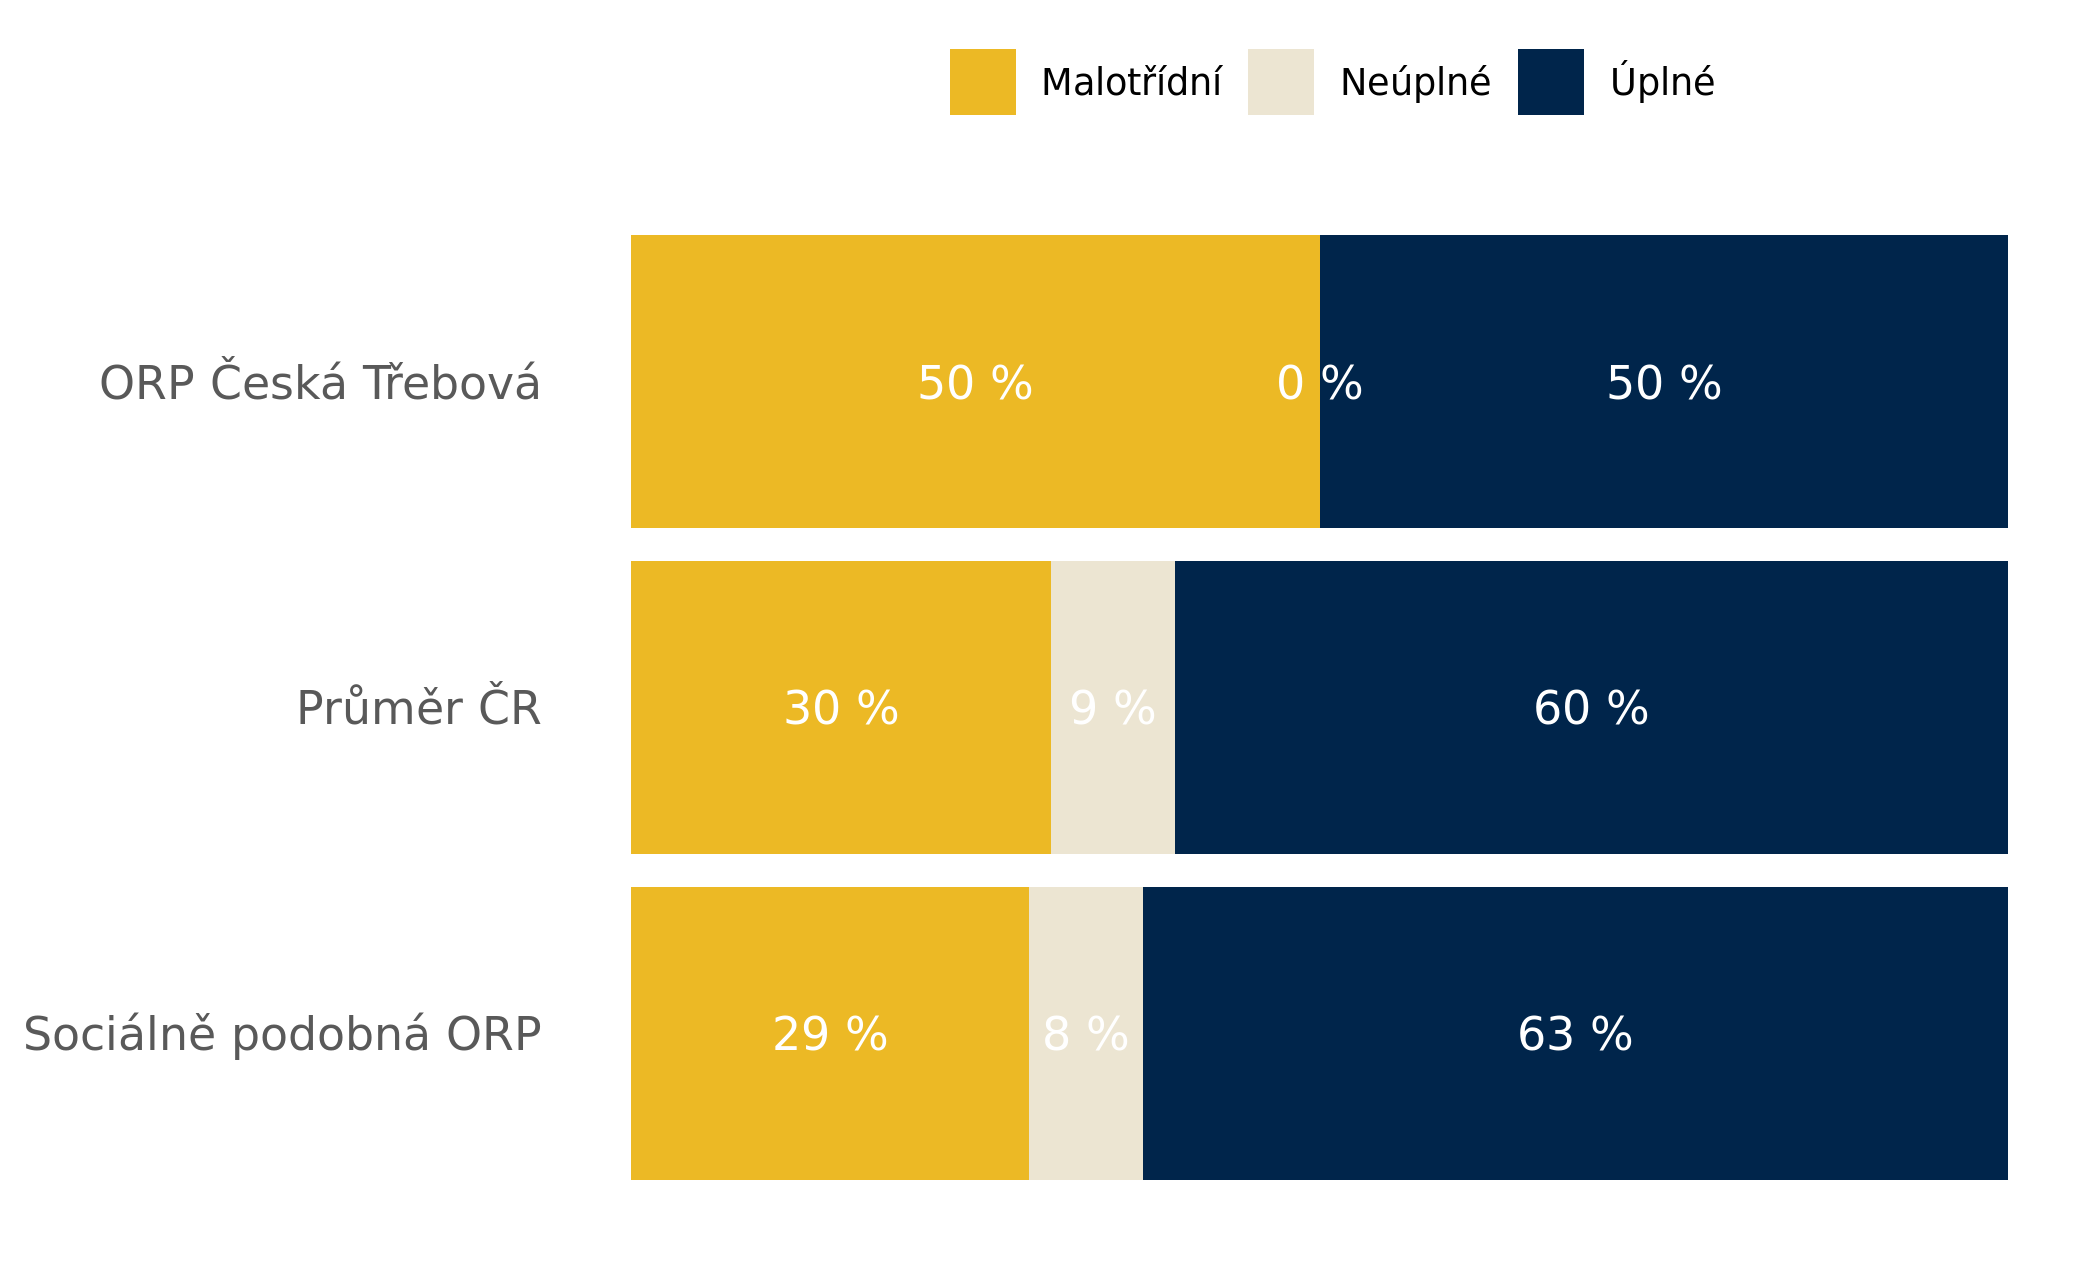 Malotřídní Neúplné Úplné
ORP Česká Třebová 50 % 0 % 50 %
Průměr ČR 30 % 9 % 60 %
Sociálně podobná ORP 29 % 8 % 63 %